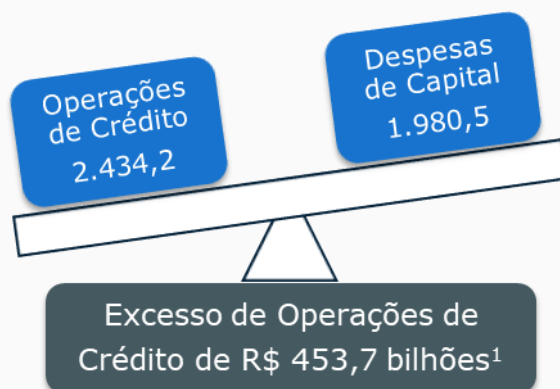 Operações
de Crédito
2.434,2
Despesas
de Capital
1.980,5
Excesso de Operações de
Crédito de R$ 453,7 bilhões¹